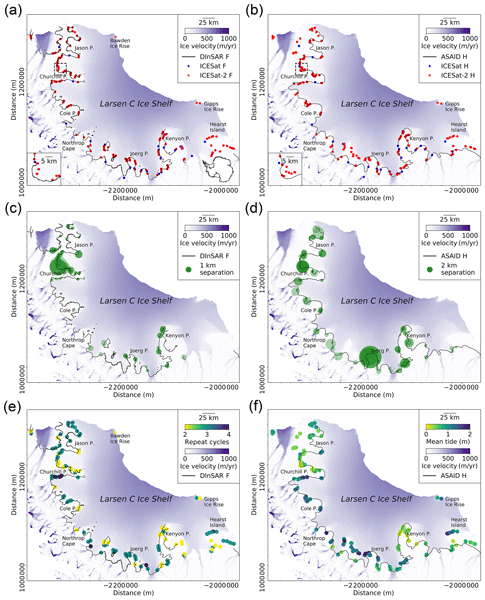 (a)
25 km
0 500 1000
Ice velocity (m/yr)
DInSAR F
ICESat F
ICESat-2 F
Bawden
Ice Rise
Jason P.
Churchill P.
Larsen C Ice Shelf
Cole P.
Gipps
Ice Rise
Hearst
Island
Northrop
Cape
Kenyon P.
Joerg P.
5 km
Distance (m)
1200000
1000000
−2200000
−2000000
Distance (m)
(b)
25 km
0 500 1000
Ice velocity (m/yr)
ASAID H
ICESat H
ICESat-2 H
Jason P.
Churchill P.
Larsen C Ice Shelf
Cole P.
Gipps
Ice Rise
Hearst
Island
Northrop
Cape
Kenyon P.
Joerg P.
5 km
Distance (m)
1200000
1000000
−2200000
−2000000
Distance (m)
(c)
25 km
0 500 1000
Ice velocity (m/yr)
DInSAR F
1 km
separation
Jason P.
Churchill P.
Larsen C Ice Shelf
Cole P.
Northrop
Cape
Kenyon P.
Joerg P.
Distance (m)
1200000
1000000
−2200000
−2000000
Distance (m)
(d)
25 km
0 500 1000
Ice velocity (m/yr)
ASAID H
2 km
separation
Jason P.
Churchill P.
Larsen C Ice Shelf
Cole P.
Northrop
Cape
Kenyon P.
Joerg P.
Distance (m)
1200000
1000000
−2200000
−2000000
Distance (m)
(e)
25 km
2 3 4
Repeat cycles
0 500 1000
Ice velocity (m/yr)
DInSAR F
Bawden
Ice Rise
Jason P.
Churchill P.
Larsen C Ice Shelf
Cole P.
Gipps
Ice Rise
Hearst
Island
Northrop
Cape
Kenyon P.
Joerg P.
Distance (m)
1200000
1000000
−2200000
−2000000
Distance (m)
(f)
25 km
0 1 2
Mean tide (m)
0 500 1000
Ice velocity (m/yr)
ASAID H
Jason P.
Churchill P.
Larsen C Ice Shelf
Cole P.
Gipps
Ice Rise
Hearst
Island
Northrop
Cape
Kenyon P.
Joerg P.
Distance (m)
1200000
1000000
−2200000
−2000000
Distance (m)